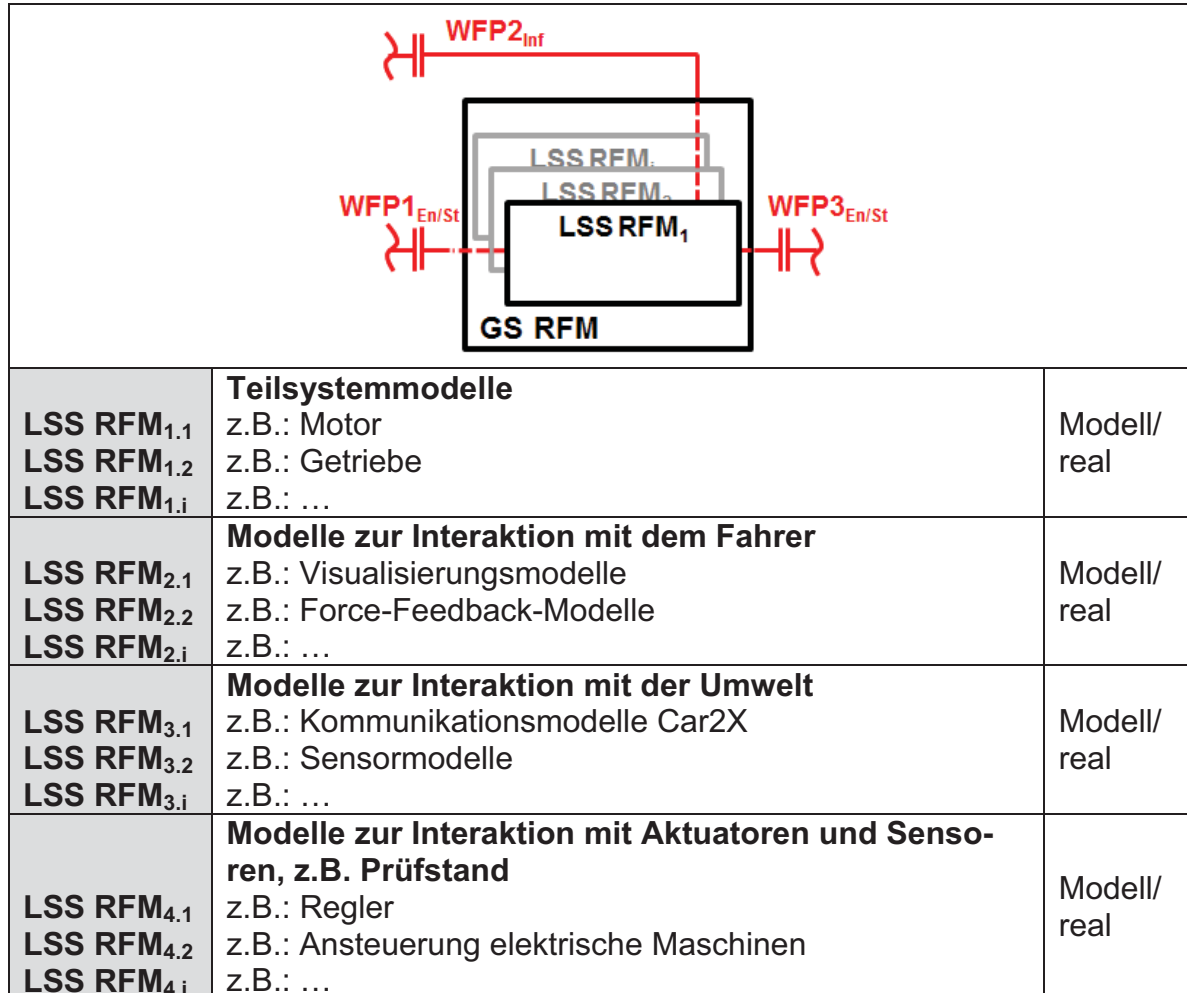 WFP2Inf
LSS RFMi
LSS RFM2
WFP1En/St
WFP3En/St
LSS RFM1
GS RFM
Teilsystemmodelle
LSS RFM1.1 z.B.: Motor
LSS RFM1.2 z.B.: Getriebe
LSS RFM1.i z.B.: …
Modell/
real
Modelle zur Interaktion mit dem Fahrer
LSS RFM2.1 z.B.: Visualisierungsmodelle
LSS RFM2.2 z.B.: Force-Feedback-Modelle
LSS RFM2.i z.B.: …
Modell/
real
Modelle zur Interaktion mit der Umwelt
LSS RFM3.1 z.B.: Kommunikationsmodelle Car2X
LSS RFM3.2 z.B.: Sensormodelle
LSS RFM3.i z.B.: …
Modell/
real
Modelle zur Interaktion mit Aktuatoren und Senso-
ren, z.B. Prüfstand
LSS RFM4.1 z.B.: Regler
LSS RFM4.2 z.B.: Ansteuerung elektrische Maschinen
LSS RFM4.i z.B.: …
Modell/
real